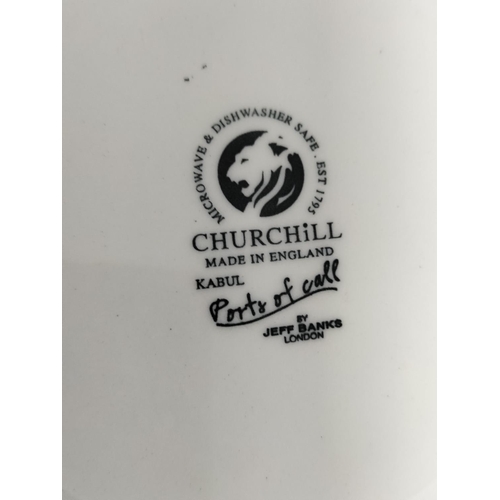 MICROWAVE & DISHWASHER SAFE . EST 1795
CHURCHiLL
MADE IN ENGLAND
KABUL
Ports of call
BY
JEFF BANKS
LONDON